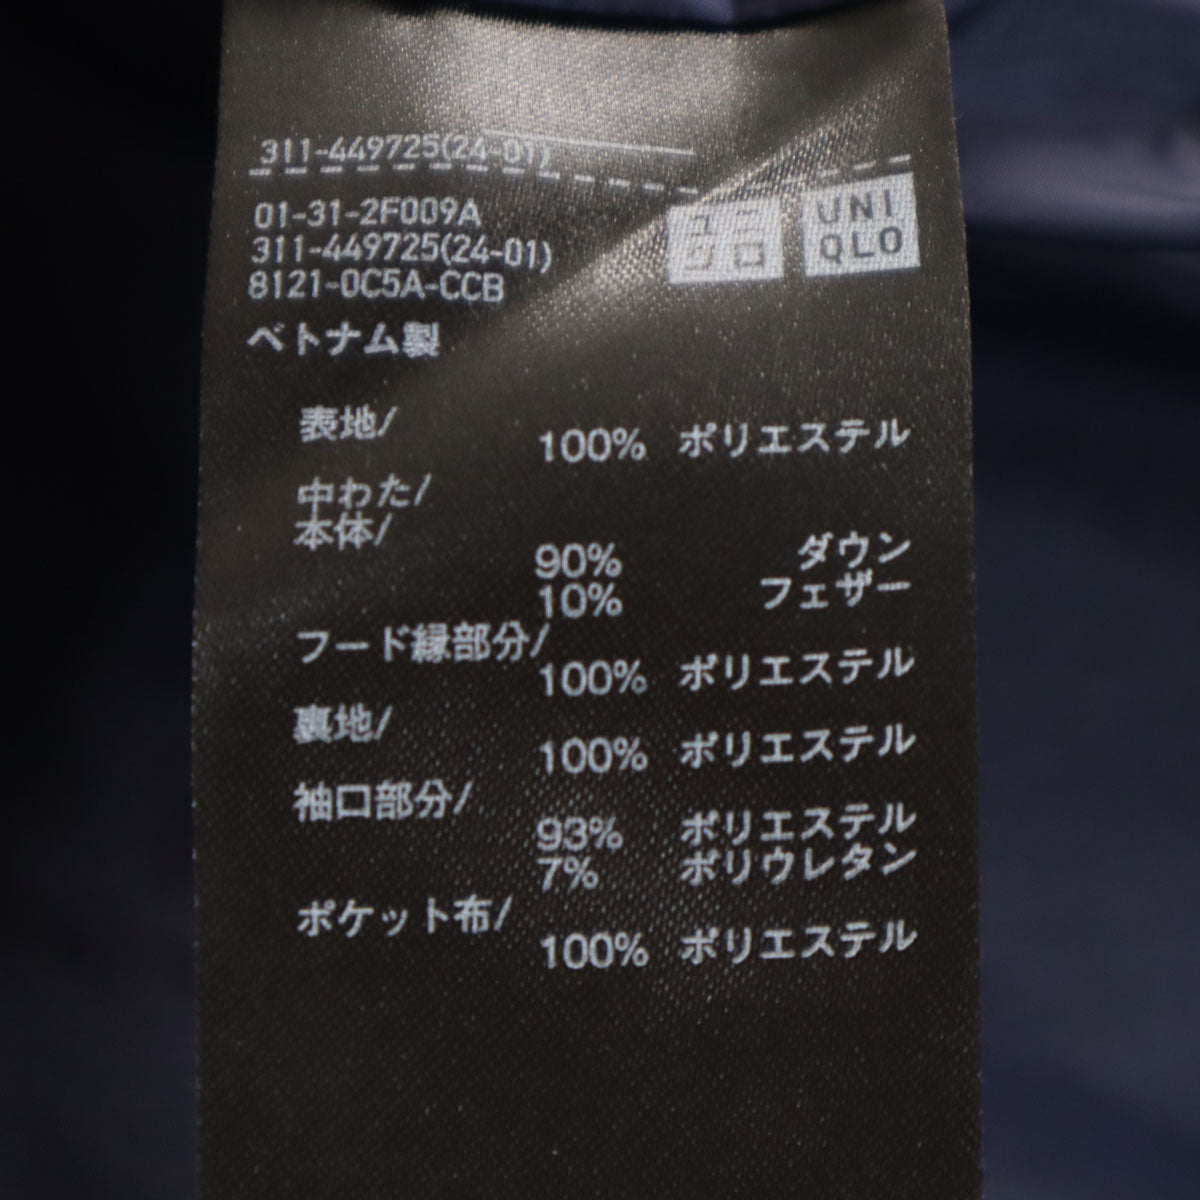 311-449725(24-01)
01-31-2F009A
311-449725(24-01)
8121-0C5A-CCB
ユニ
クロ
UNI
QLO
ベトナム製
表地/
100% ポリエステル
中わた/
本体/
90% ダウン
10% フェザー
フード縁部分/
100% ポリエステル
裏地/
100% ポリエステル
袖口部分/
93% ポリエステル
7% ポリウレタン
ポケット布/
100% ポリエステル